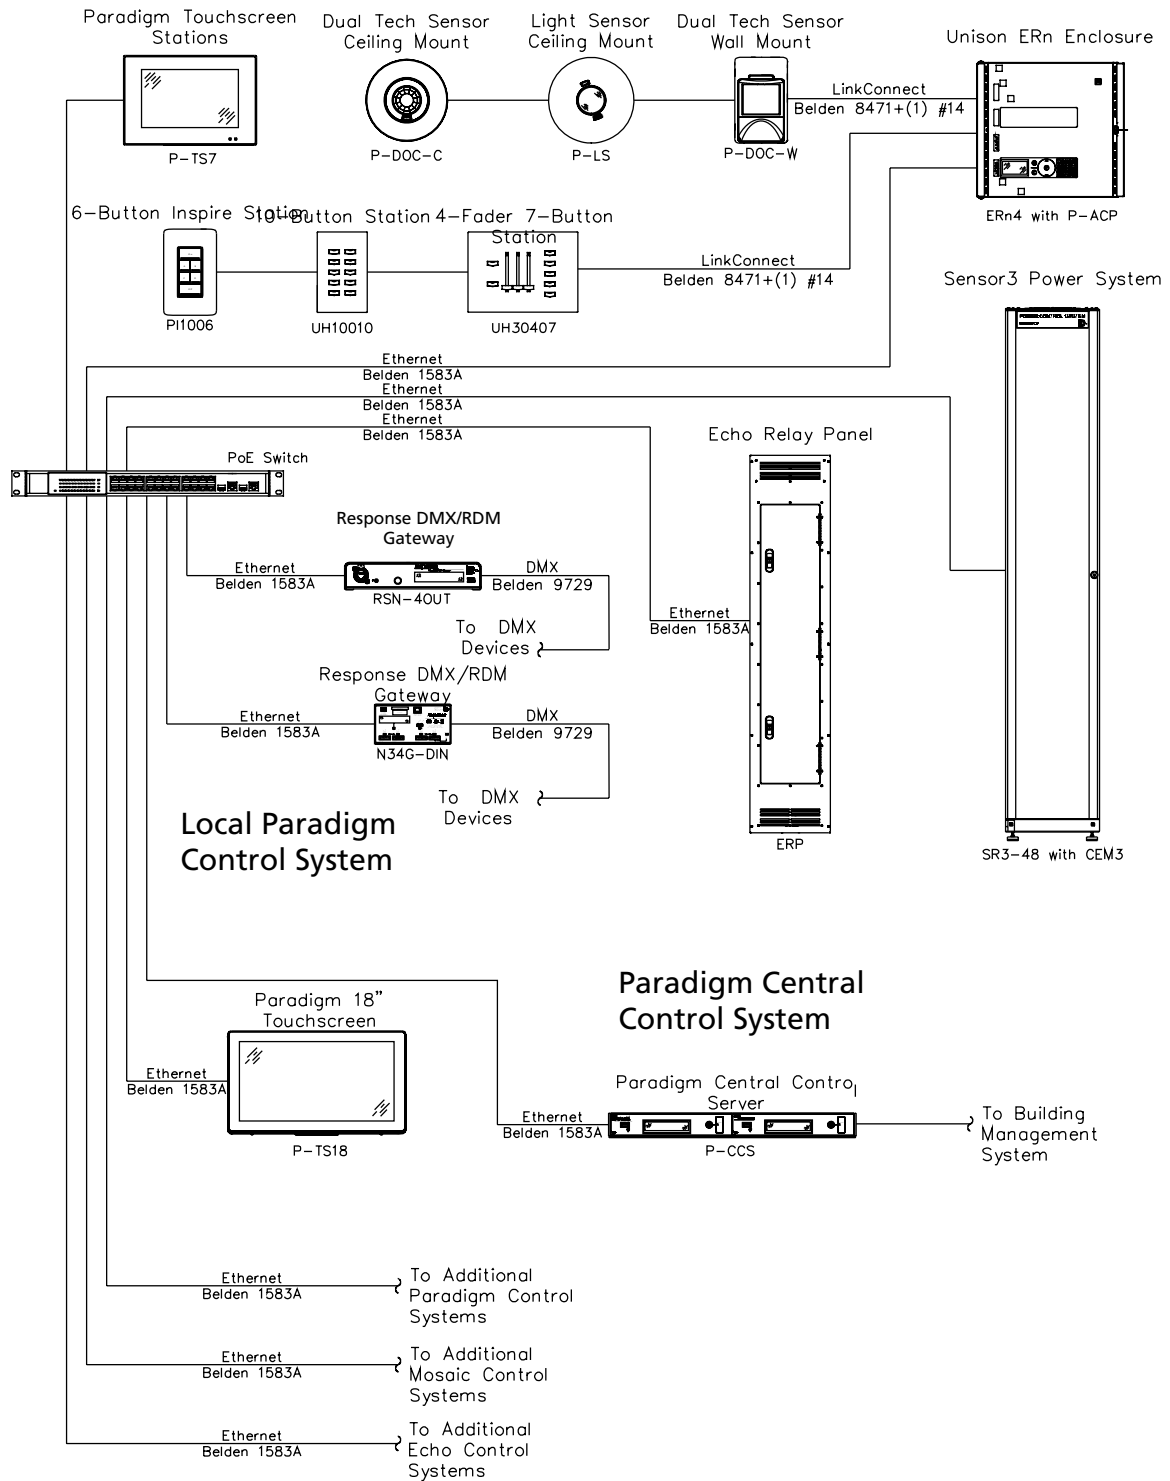 Paradigm Touchscreen
Stations
P-TS7
Dual Tech Sensor
Ceiling Mount
P-DOC-C
Light Sensor
Ceiling Mount
P-LS
Dual Tech Sensor
Wall Mount
P-DOC-W
LinkConnect
Belden 8471+(1) #14
Unison ERn Enclosure
ERn4 with P-ACP
6-Button Inspire Station
PI1006
10-Button Station
UH10010
4-Fader 7-Button
Station
UH30407
LinkConnect
Belden 8471+(1) #14
Sensor3 Power System
SR3-48 with CEM3
Ethernet
Belden 1583A
Ethernet
Belden 1583A
Ethernet
Belden 1583A
PoE Switch
Echo Relay Panel
Ethernet
Belden 1583A
ERP
Response DMX/RDM
Gateway
Ethernet
Belden 1583A
RSN-4OUT
DMX
Belden 9729
To DMX
Devices
Response DMX/RDM
Gateway
Ethernet
Belden 1583A
N34G-DIN
DMX
Belden 9729
To DMX
Devices
Local Paradigm
Control System
Paradigm Central
Control System
Paradigm 18"
Touchscreen
Ethernet
Belden 1583A
P-TS18
Paradigm Central Control
Server
Ethernet
Belden 1583A
P-CCS
To Building
Management
System
Ethernet
Belden 1583A
To Additional
Paradigm Control
Systems
Ethernet
Belden 1583A
To Additional
Mosaic Control
Systems
Ethernet
Belden 1583A
To Additional
Echo Control
Systems